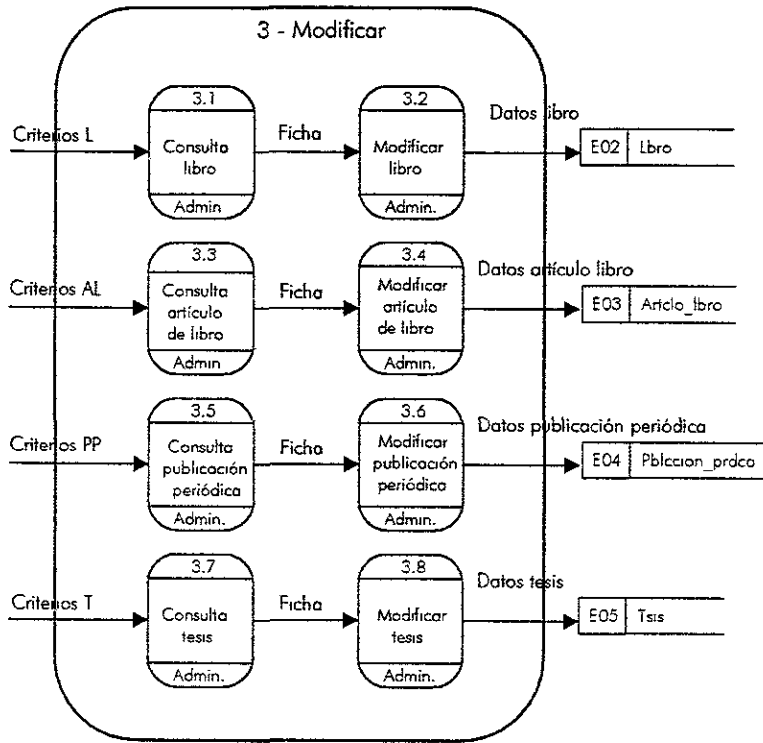 3 - Modificar
3.1
3.2
Datos libro
Criterios L
Consulta
libro
Ficha
Modificar
libro
E02
Lbro
Admin.
Admin.
3.3
3.4
Datos artículo libro
Criterios AL
Consulta
artículo
de libro
Ficha
Modificar
artículo
de libro
E03
Artclo_lbro
Admin.
Admin.
3.5
3.6
Datos publicación periódica
Criterios PP
Consulta
publicación
periódica
Ficha
Modificar
publicación
periódica
E04
Pblccion_prdca
Admin.
Admin.
3.7
3.8
Datos tesis
Criterios T
Consulta
tesis
Ficha
Modificar
tesis
E05
Tsis
Admin.
Admin.